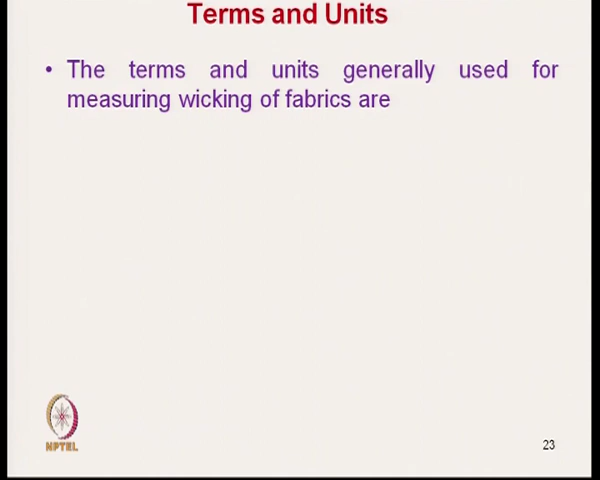 Terms and Units
• The terms and units generally used for
measuring wicking of fabrics are
NPTEL
23